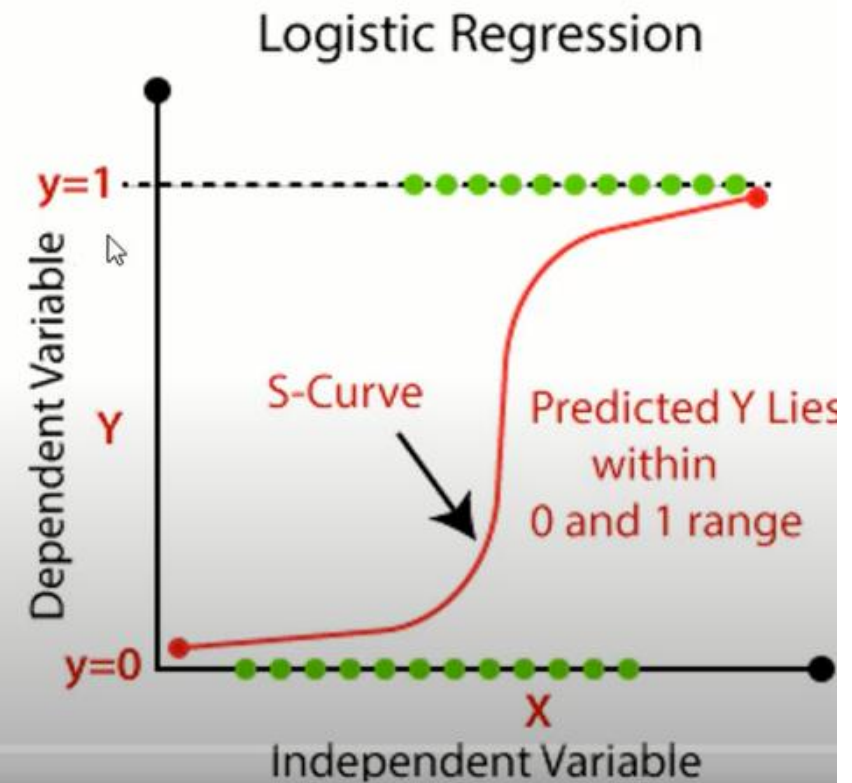 Logistic Regression
y=1
Dependent Variable
Y
S-Curve
Predicted Y Lies
within
0 and 1 range
y=0
X
Independent Variable